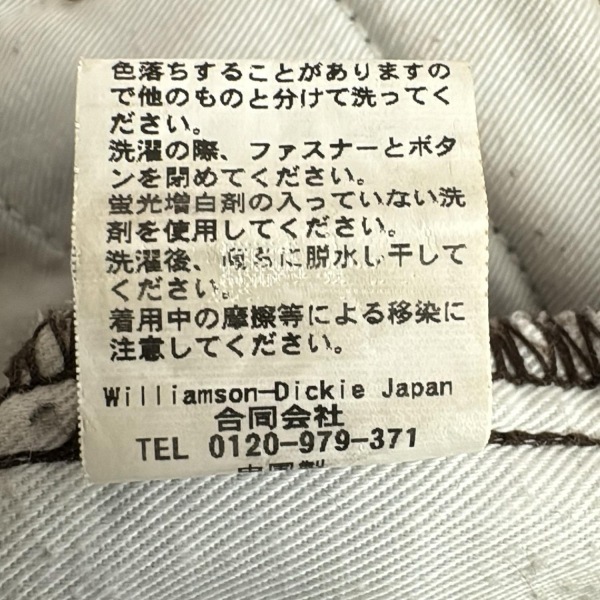 色落ちすることがありますの
で他のものと分けて洗ってく
ださい。
洗濯の際、ファスナーとボタ
ンを閉めてください。
蛍光増白剤の入っていない洗
剤を使用してください。
洗濯後、直ちに脱水し干して
ください。
着用中の摩擦等による移染に
注意してください。
Williamson-Dickie Japan
合同会社
TEL 0120-979-371
中国製